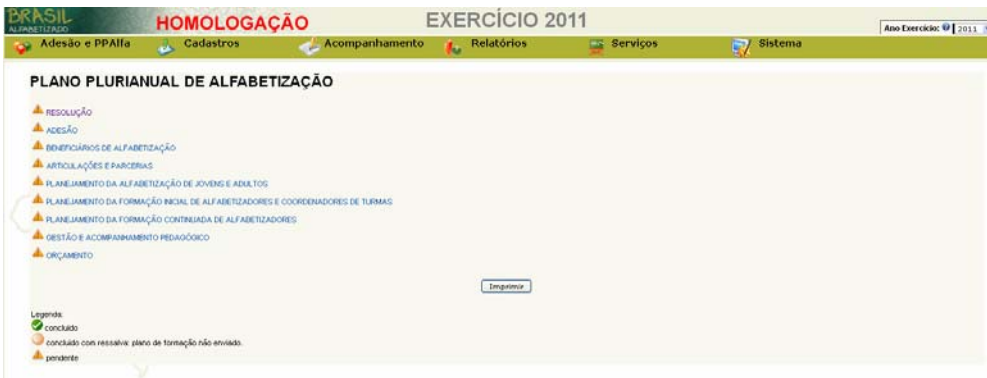 BRASIL
ALFABETIZADO
HOMOLOGAÇÃO
EXERCÍCIO 2011
Ano Exercício: 2011
Adesão e PPAlfa Cadastros Acompanhamento Relatórios Serviços Sistema
PLANO PLURIANUAL DE ALFABETIZAÇÃO
RESOLUÇÃO
ADESÃO
BENEFICIÁRIOS DE ALFABETIZAÇÃO
ARTICULAÇÕES E PARCERIAS
PLANEJAMENTO DA ALFABETIZAÇÃO DE JOVENS E ADULTOS
PLANEJAMENTO DA FORMAÇÃO INICIAL DE ALFABETIZADORES E COORDENADORES DE TURMAS
PLANEJAMENTO DA FORMAÇÃO CONTINUADA DE ALFABETIZADORES
GESTÃO E ACOMPANHAMENTO PEDAGÓGICO
ORÇAMENTO
Imprimir
Legenda:
concluído
concluído com ressalva: plano de formação não enviado.
pendente